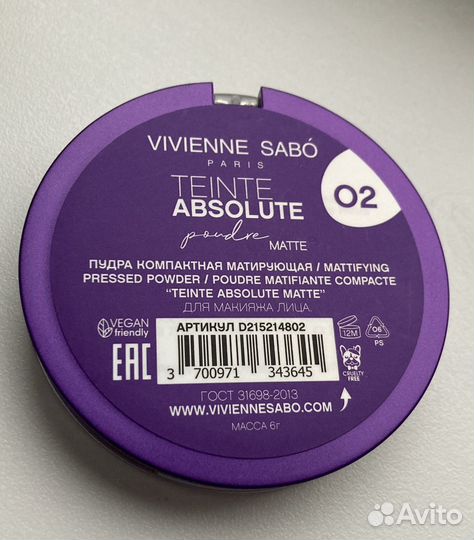 VIVIENNE SABÓ
PARIS
TEINTE
ABSOLUTE
poudre MATTE
02
ПУДРА КОМПАКТНАЯ МАТИРУЮЩАЯ / MATTIFYING
PRESSED POWDER / POUDRE MATIFIANTE COMPACTE
"TEINTE ABSOLUTE MATTE"
ДЛЯ МАКИЯЖА ЛИЦА.
VEGAN
friendly
АРТИКУЛ D215214802
12M
06
PS
EAC
3 700971 343645
CRUELTY
FREE
ГОСТ 31698-2013
WWW.VIVIENNESABO.COM
МАССА 6г
Avito